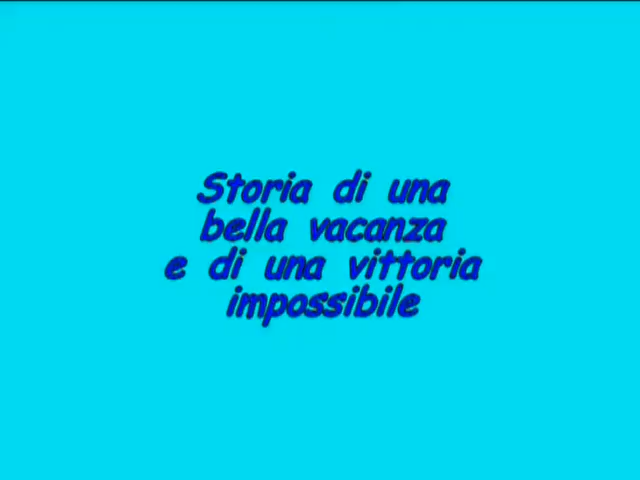 Storia di una
bella vacanza
e di una vittoria
impossibile